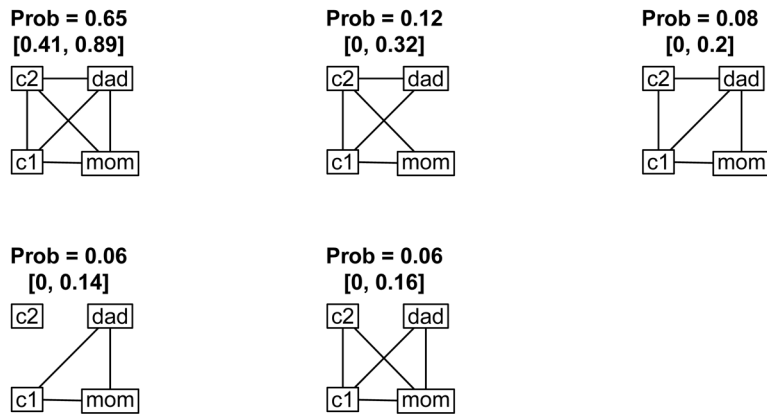 Prob = 0.65
[0.41, 0.89]
c2 dad
c1 mom
Prob = 0.12
[0, 0.32]
c2 dad
c1 mom
Prob = 0.08
[0, 0.2]
c2 dad
c1 mom
Prob = 0.06
[0, 0.14]
c2 dad
c1 mom
Prob = 0.06
[0, 0.16]
c2 dad
c1 mom